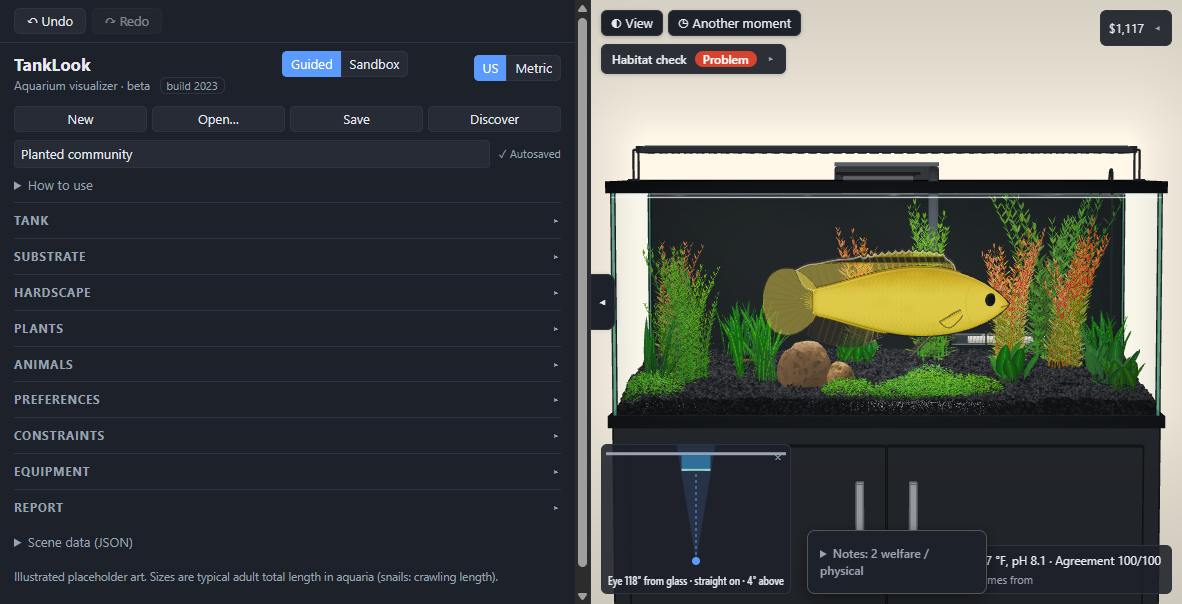 Undo
Redo
TankLook
Aquarium visualizer · beta
build 2023
Guided
Sandbox
US
Metric
New
Open...
Save
Discover
Planted community
✓ Autosaved
How to use
TANK
SUBSTRATE
HARDSCAPE
PLANTS
ANIMALS
PREFERENCES
CONSTRAINTS
EQUIPMENT
REPORT
Scene data (JSON)
Illustrated placeholder art. Sizes are typical adult total length in aquaria (snails: crawling length).
View
Another moment
$1,117
Habitat check
Problem
Eye 118" from glass · straight on · 4° above
Notes: 2 welfare /
physical
7 °F, pH 8.1 · Agreement 100/100
mes from